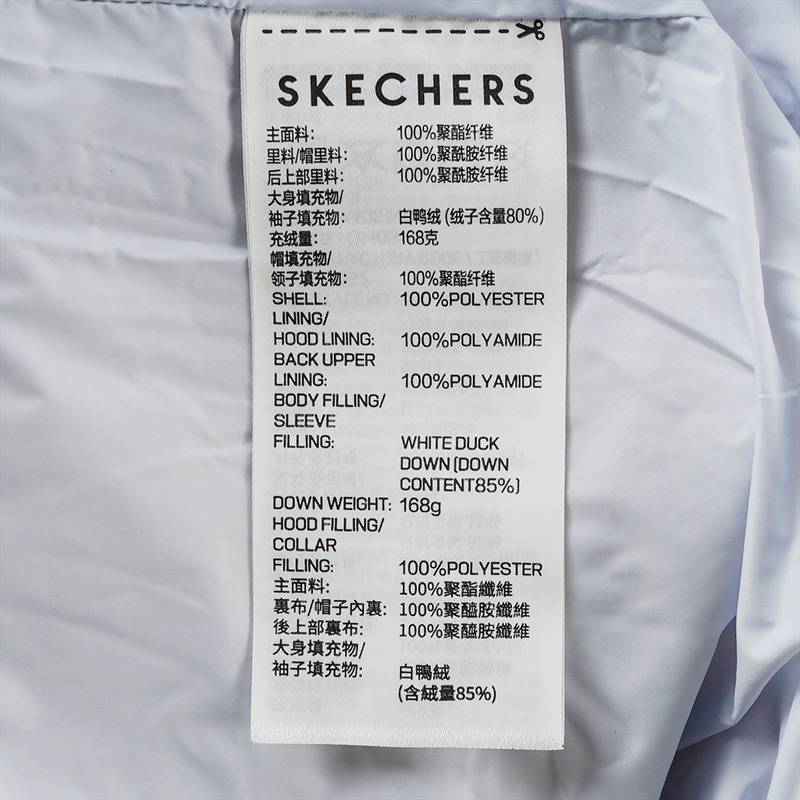 SKECHERS
主面料: 100%聚酯纤维
里料/帽里料: 100%聚酰胺纤维
后上部里料: 100%聚酰胺纤维
大身填充物/
袖子填充物: 白鸭绒 (绒子含量80%)
充绒量: 168克
帽填充物/
领子填充物: 100%聚酯纤维
SHELL: 100%POLYESTER
LINING/
HOOD LINING: 100%POLYAMIDE
BACK UPPER
LINING: 100%POLYAMIDE
BODY FILLING/
SLEEVE
FILLING: WHITE DUCK
DOWN (DOWN
CONTENT85%)
DOWN WEIGHT: 168g
HOOD FILLING/
COLLAR
FILLING: 100%POLYESTER
主面料: 100%聚酯纖維
裏布/帽子內裏: 100%聚醯胺纖維
後上部裏布: 100%聚醯胺纖維
大身填充物/
袖子填充物: 白鴨絨
(含絨量85%)